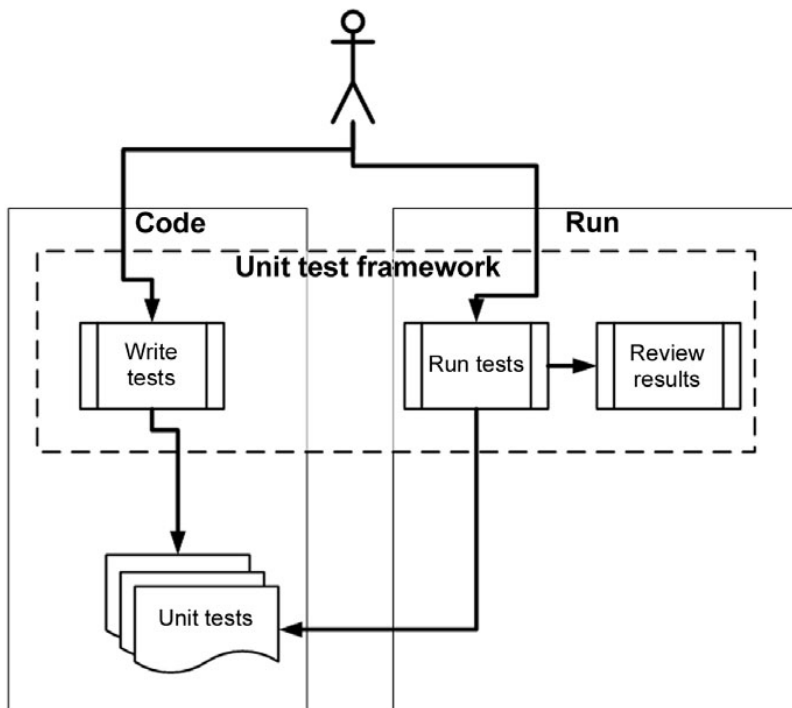 Code
Run
Unit test framework
Write
tests
Run tests
Review
results
Unit tests